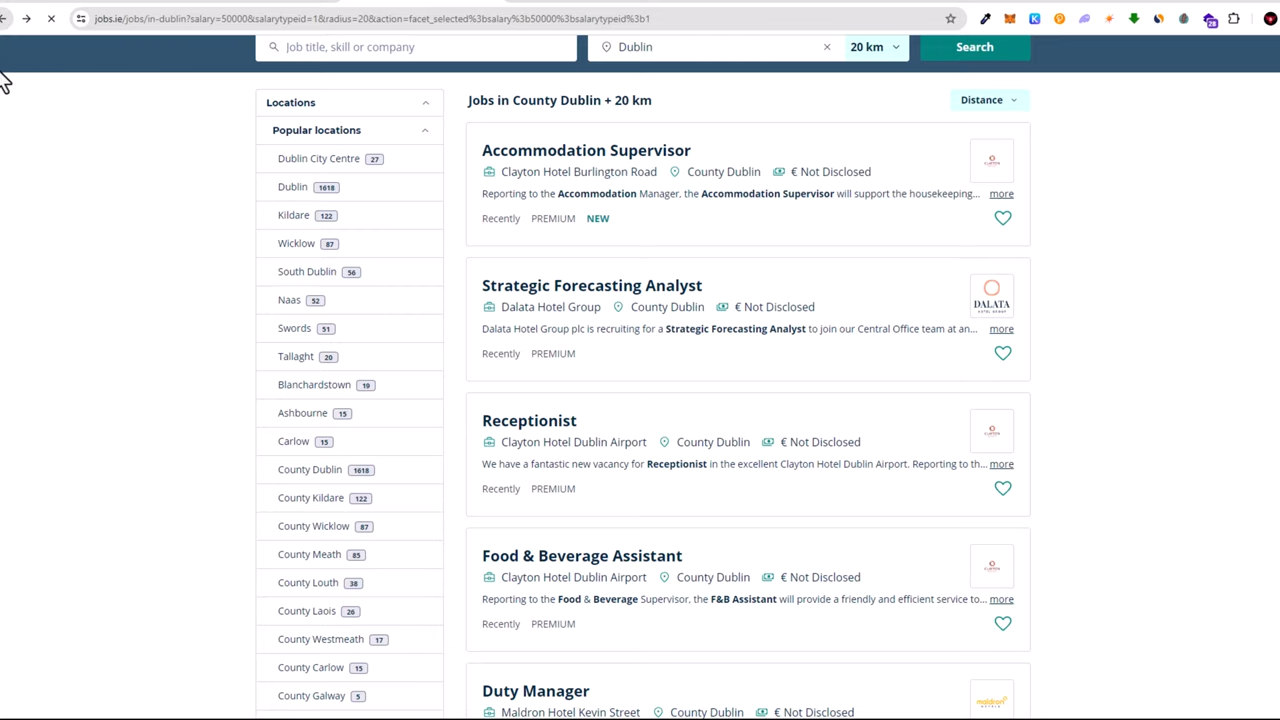 jobs.ie/jobs/in-dublin?salary=50000&salarytypeid=1&radius=20&action=facet_selected%3bsalary%3b50000%3bsalarytypeid%3b1
28
Job title, skill or company
Dublin
20 km
Search
Locations
Popular locations
Dublin City Centre 27
Dublin 1618
Kildare 122
Wicklow 87
South Dublin 56
Naas 52
Swords 51
Tallaght 20
Blanchardstown 19
Ashbourne 15
Carlow 15
County Dublin 1618
County Kildare 122
County Wicklow 87
County Meath 85
County Louth 38
County Laois 26
County Westmeath 17
County Carlow 15
County Galway 5
Jobs in County Dublin + 20 km
Distance
Accommodation Supervisor
Clayton Hotel Burlington Road County Dublin € Not Disclosed
Reporting to the Accommodation Manager, the Accommodation Supervisor will support the housekeeping... more
Recently PREMIUM NEW
Strategic Forecasting Analyst
Dalata Hotel Group County Dublin € Not Disclosed
DALATA
Dalata Hotel Group plc is recruiting for a Strategic Forecasting Analyst to join our Central Office team at an... more
Recently PREMIUM
Receptionist
Clayton Hotel Dublin Airport County Dublin € Not Disclosed
We have a fantastic new vacancy for Receptionist in the excellent Clayton Hotel Dublin Airport. Reporting to th... more
Recently PREMIUM
Food & Beverage Assistant
Clayton Hotel Dublin Airport County Dublin € Not Disclosed
Reporting to the Food & Beverage Supervisor, the F&B Assistant will provide a friendly and efficient service to... more
Recently PREMIUM
Duty Manager
maldron
Maldron Hotel Kevin Street County Dublin € Not Disclosed